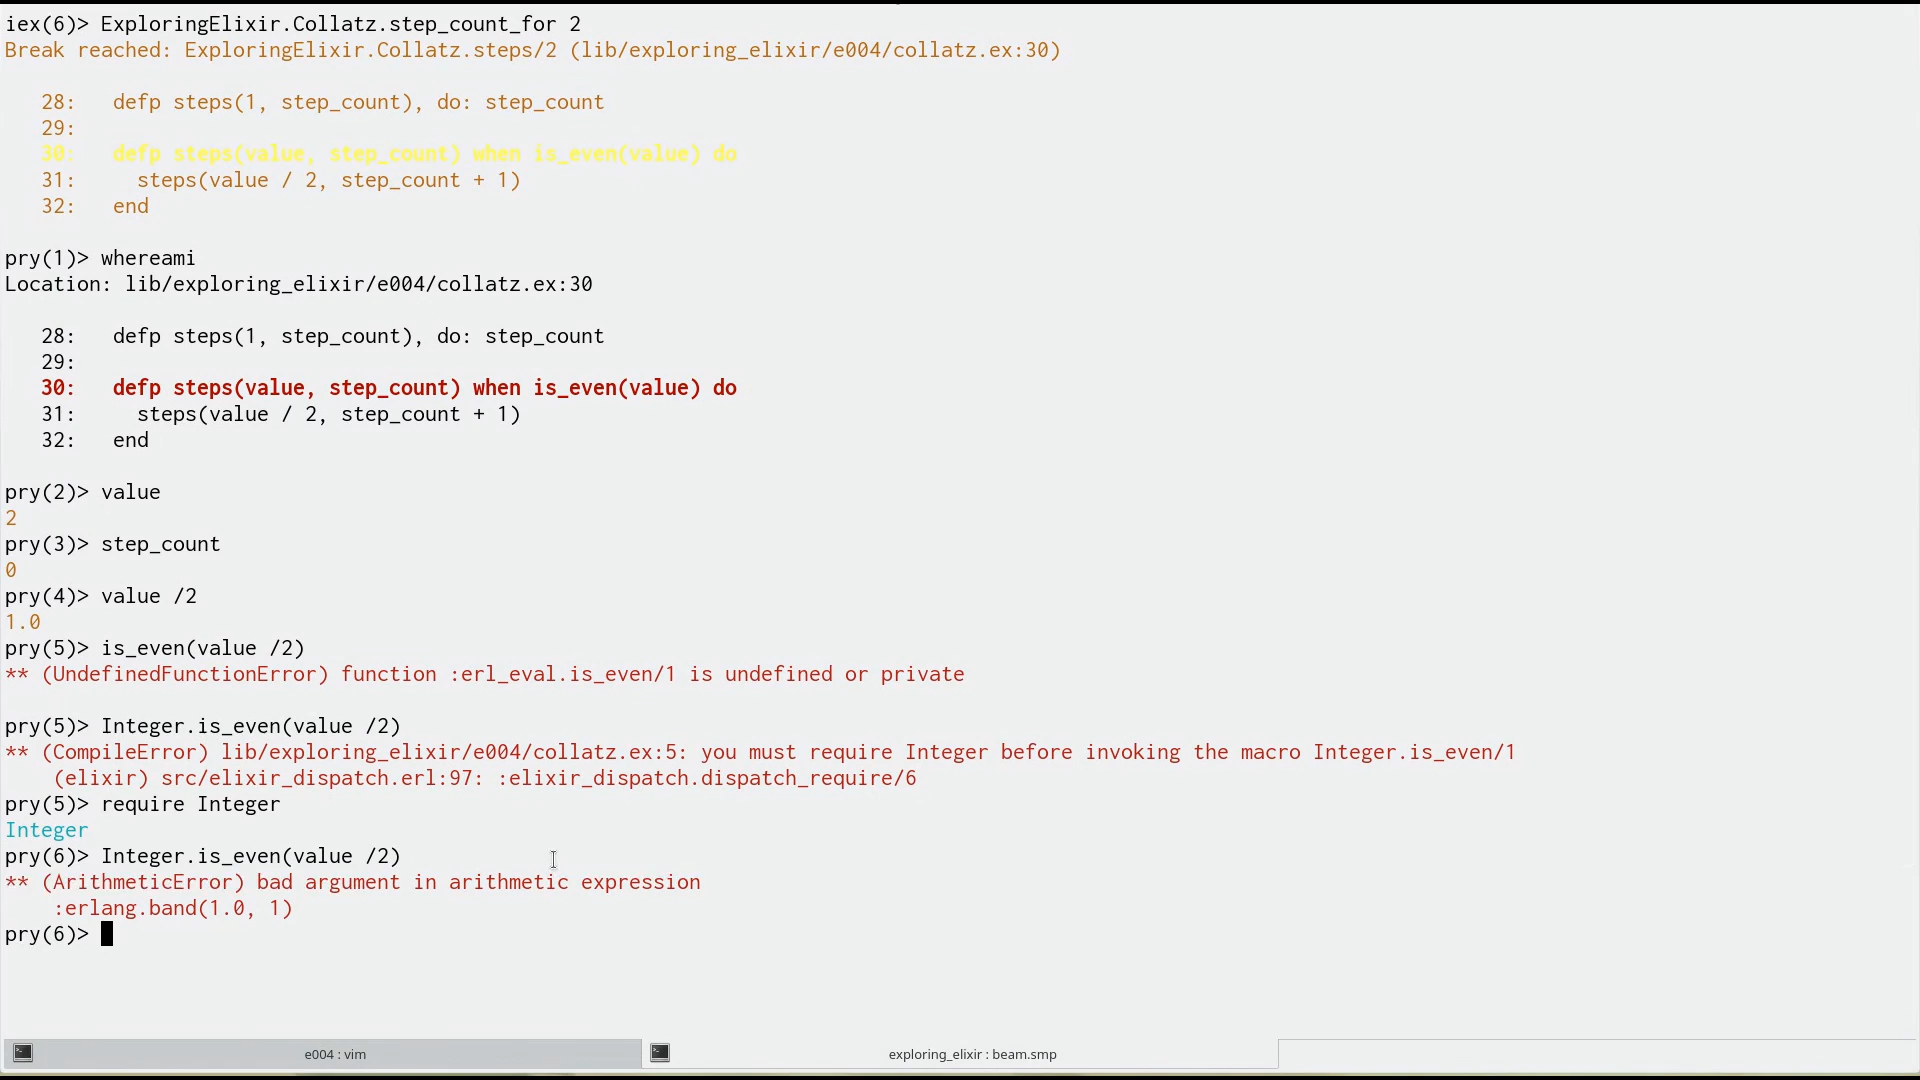 iex(6)> ExploringElixir.Collatz.step_count_for 2
Break reached: ExploringElixir.Collatz.steps/2 (lib/exploring_elixir/e004/collatz.ex:30)
28:   defp steps(1, step_count), do: step_count
29:
30:   defp steps(value, step_count) when is_even(value) do
31:     steps(value / 2, step_count + 1)
32:   end
pry(1)> whereami
Location: lib/exploring_elixir/e004/collatz.ex:30
28:   defp steps(1, step_count), do: step_count
29:
30:   defp steps(value, step_count) when is_even(value) do
31:     steps(value / 2, step_count + 1)
32:   end
pry(2)> value
2
pry(3)> step_count
0
pry(4)> value /2
1.0
pry(5)> is_even(value /2)
** (UndefinedFunctionError) function :erl_eval.is_even/1 is undefined or private
pry(5)> Integer.is_even(value /2)
** (CompileError) lib/exploring_elixir/e004/collatz.ex:5: you must require Integer before invoking the macro Integer.is_even/1
    (elixir) src/elixir_dispatch.erl:97: :elixir_dispatch.dispatch_require/6
pry(5)> require Integer
Integer
pry(6)> Integer.is_even(value /2)
** (ArithmeticError) bad argument in arithmetic expression
    :erlang.band(1.0, 1)
pry(6)>
e004 : vim
exploring_elixir : beam.smp